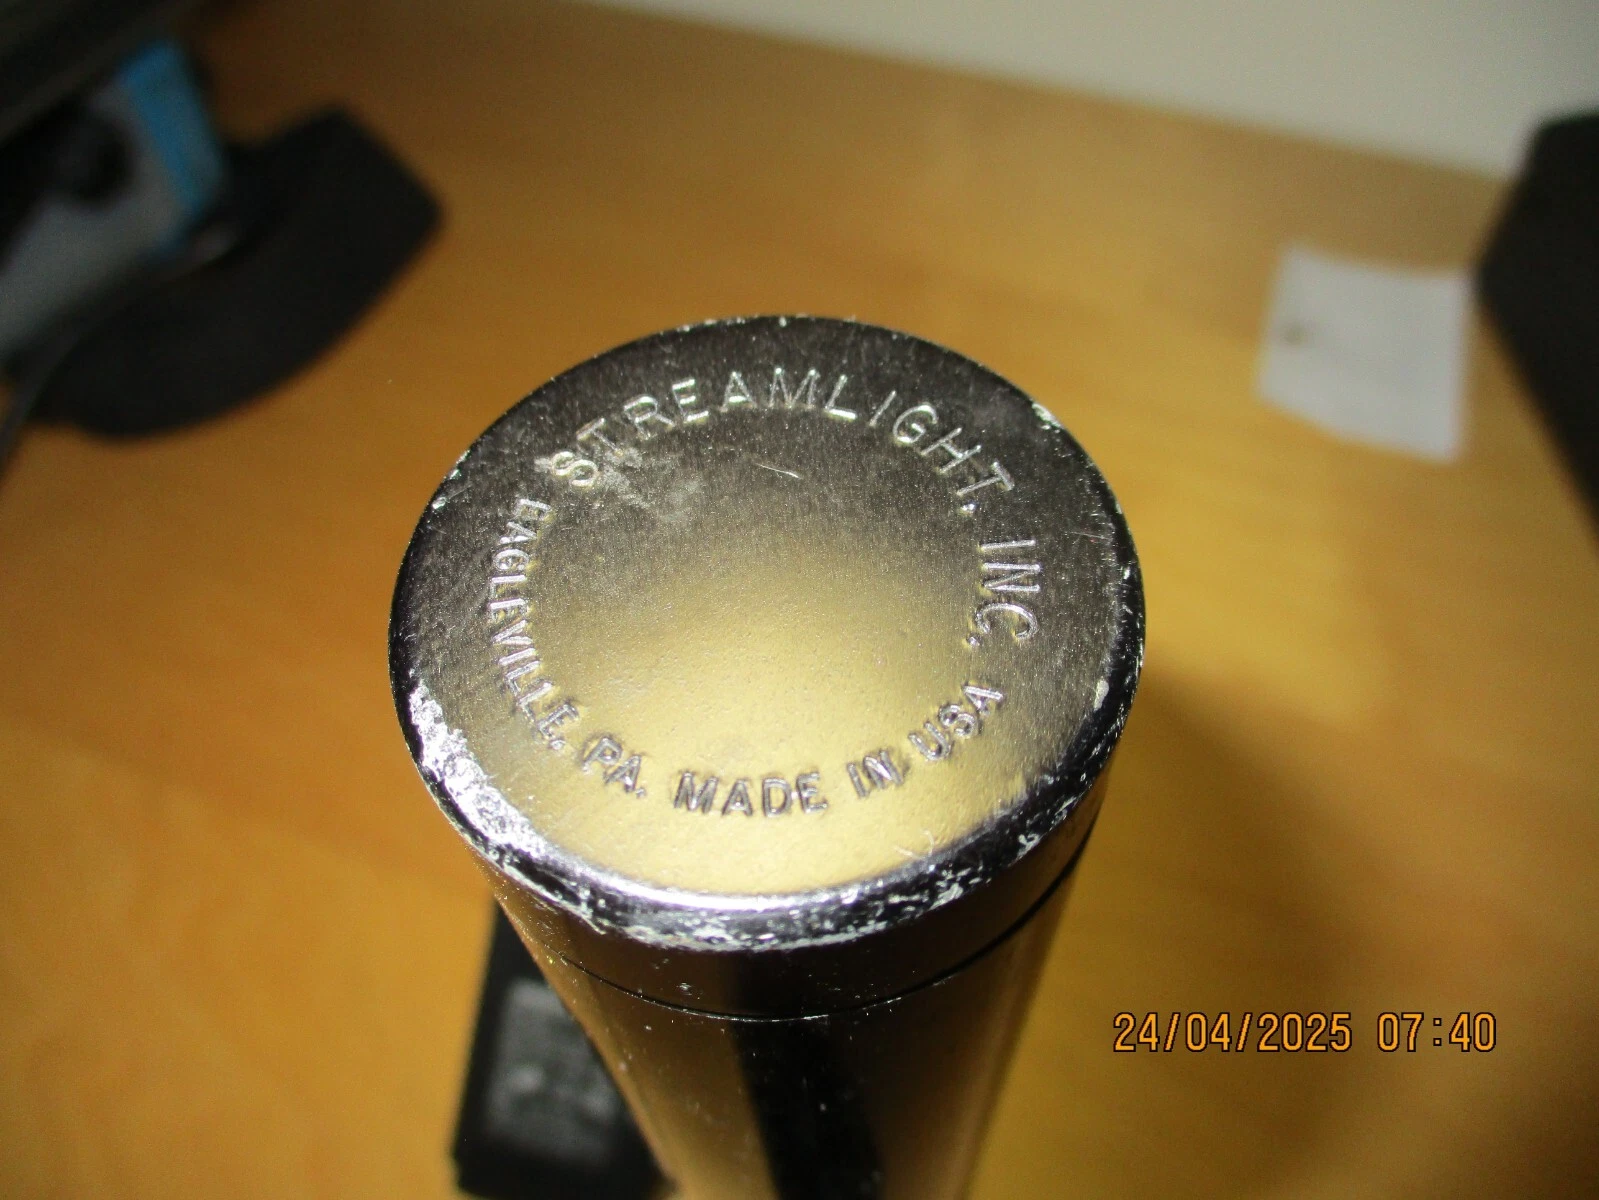 STREAMLIGHT, INC,
EAGLEVILLE, PA. MADE IN USA
24/04/2025 07:40